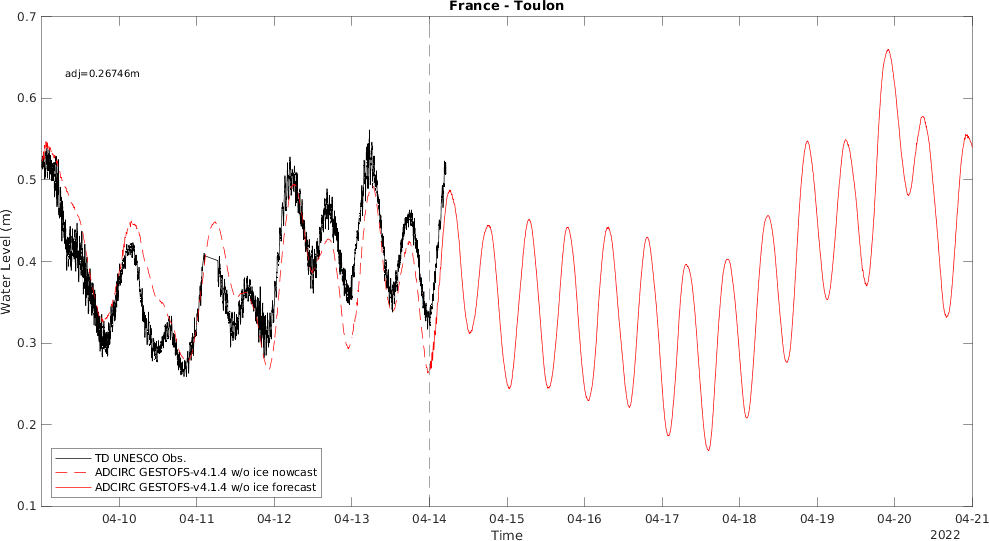 France - Toulon
adj=0.26746m
Water Level (m)
0.7
0.6
0.5
0.4
0.3
0.2
0.1
TD UNESCO Obs.
ADCIRC GESTOFS-v4.1.4 w/o ice nowcast
ADCIRC GESTOFS-v4.1.4 w/o ice forecast
04-10 04-11 04-12 04-13 04-14 04-15 04-16 04-17 04-18 04-19 04-20 04-21
Time
2022